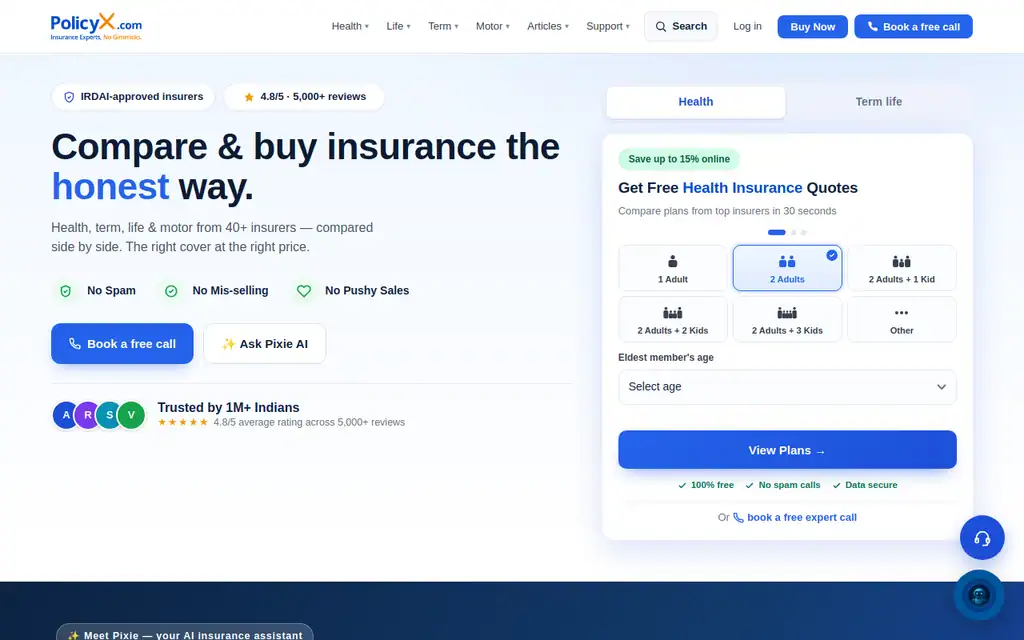 PolicyX.com
Insurance Experts, No Gimmicks.
Health Life Term Motor Articles Support Search Log in Buy Now Book a free call
IRDAI-approved insurers 4.8/5 · 5,000+ reviews
Compare & buy insurance the
honest way.
Health, term, life & motor from 40+ insurers — compared
side by side. The right cover at the right price.
No Spam No Mis-selling No Pushy Sales
Book a free call ✨ Ask Pixie AI
A R S V
Trusted by 1M+ Indians
★★★★★ 4.8/5 average rating across 5,000+ reviews
Health Term life
Save up to 15% online
Get Free Health Insurance Quotes
Compare plans from top insurers in 30 seconds
1 Adult 2 Adults 2 Adults + 1 Kid
2 Adults + 2 Kids 2 Adults + 3 Kids Other
Eldest member's age
Select age
View Plans →
100% free No spam calls Data secure
Or book a free expert call
✨ Meet Pixie — your AI insurance assistant